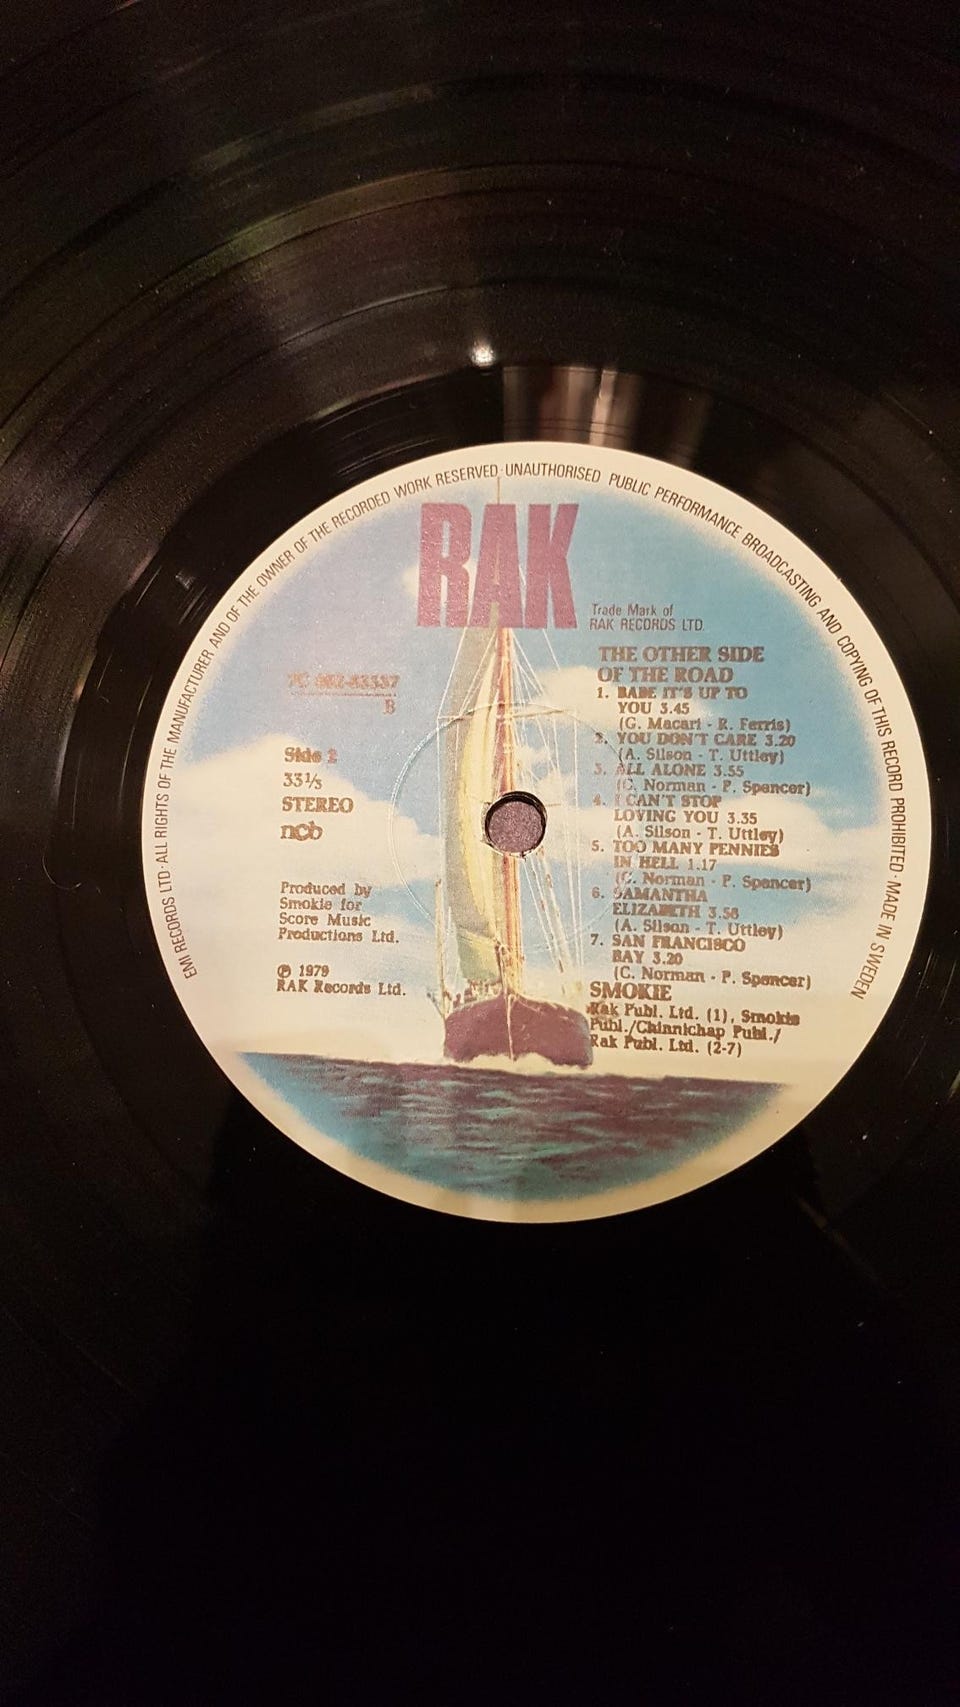 EMI RECORDS LTD · ALL RIGHTS OF THE MANUFACTURER AND OF THE OWNER OF THE RECORDED WORK RESERVED · UNAUTHORISED PUBLIC PERFORMANCE BROADCASTING AND COPYING OF THIS RECORD PROHIBITED · MADE IN SWEDEN
RAK
Trade Mark of
RAK RECORDS LTD.
B
Side 2
33⅓
STEREO
ncb
Produced by
Smokie for
Score Music
Productions Ltd.
℗ 1979
RAK Records Ltd.
THE OTHER SIDE
OF THE ROAD
1. BABE IT'S UP TO
YOU 3.45
(G. Macari - R. Ferris)
2. YOU DON'T CARE 3.20
(A. Silson - T. Uttley)
3. ALL ALONE 3.55
(C. Norman - P. Spencer)
4. I CAN'T STOP
LOVING YOU 3.35
(A. Silson - T. Uttley)
5. TOO MANY PENNIES
IN HELL 1.17
(C. Norman - P. Spencer)
6. SAMANTHA
ELIZABETH 3.56
(A. Silson - T. Uttley)
7. SAN FRANCISCO
BAY 3.20
(C. Norman - P. Spencer)
SMOKIE
Rak Publ. Ltd. (1), Smokie
Publ./Chinnichap Publ./
Rak Publ. Ltd. (2-7)